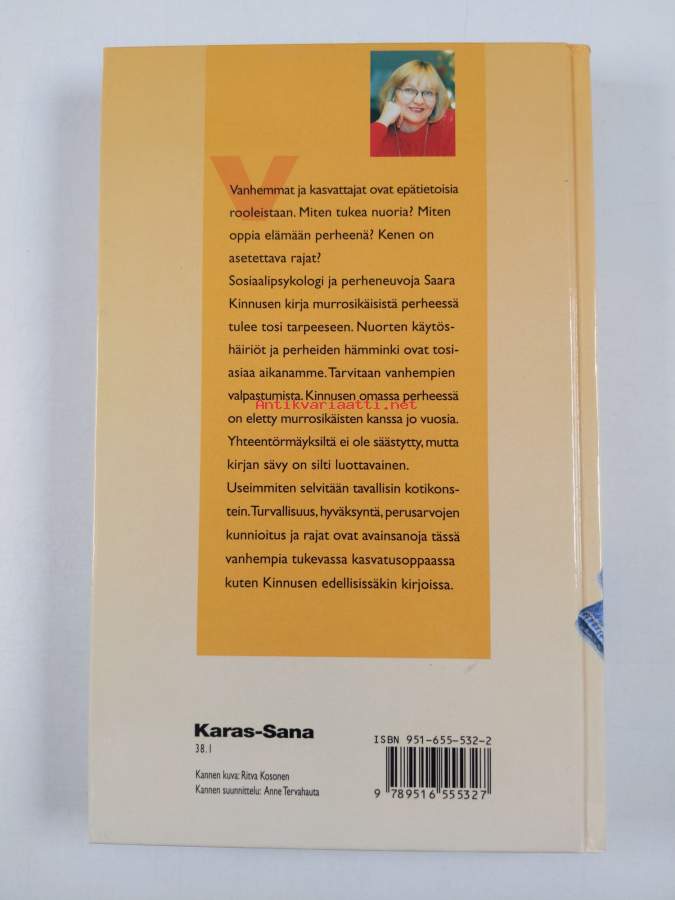 Vanhemmat ja kasvattajat ovat epätietoisia
rooleistaan. Miten tukea nuoria? Miten
oppia elämään perheenä? Kenen on
asetettava rajat?
Sosiaalipsykologi ja perheneuvoja Saara
Kinnusen kirja murrosikäisistä perheessä
tulee tosi tarpeeseen. Nuorten käytös-
häiriöt ja perheiden hämminki ovat tosi-
asiaa aikanamme. Tarvitaan vanhempien
valpastumista. Kinnusen omassa perheessä
Antikvariaatti.net
on eletty murrosikäisten kanssa jo vuosia.
Yhteentörmäyksiltä ei ole säästytty, mutta
kirjan sävy on silti luottavainen.
Useimmiten selvitään tavallisin kotikons-
tein. Turvallisuus, hyväksyntä, perusarvojen
kunnioitus ja rajat ovat avainsanoja tässä
vanhempia tukevassa kasvatusoppaassa
kuten Kinnusen edellisissäkin kirjoissa.
Karas-Sana
38.1
Kannen kuva: Ritva Kosonen
Kannen suunnittelu: Anne Tervahauta
ISBN 951-655-532-2
9 789516 555327